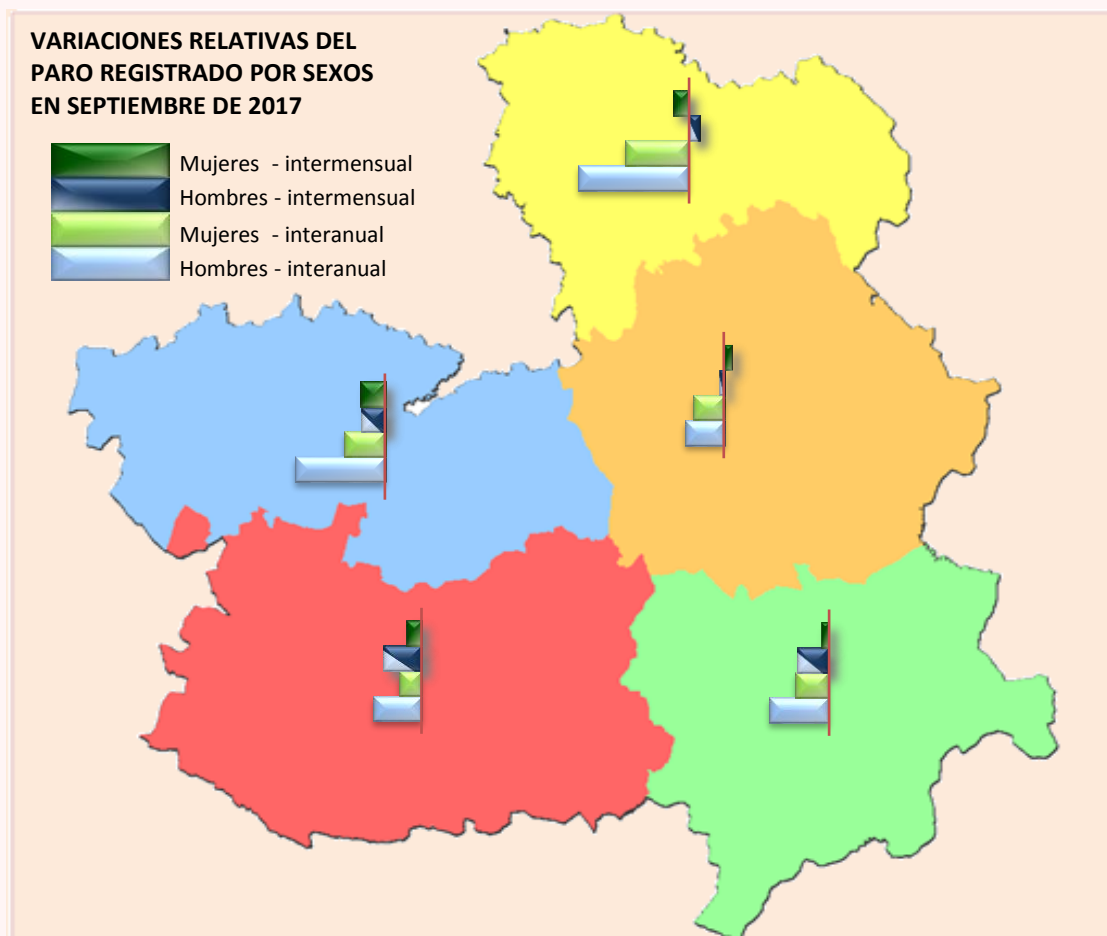 VARIACIONES RELATIVAS DEL
PARO REGISTRADO POR SEXOS
EN SEPTIEMBRE DE 2017
Mujeres - intermensual
Hombres - intermensual
Mujeres - interanual
Hombres - interanual